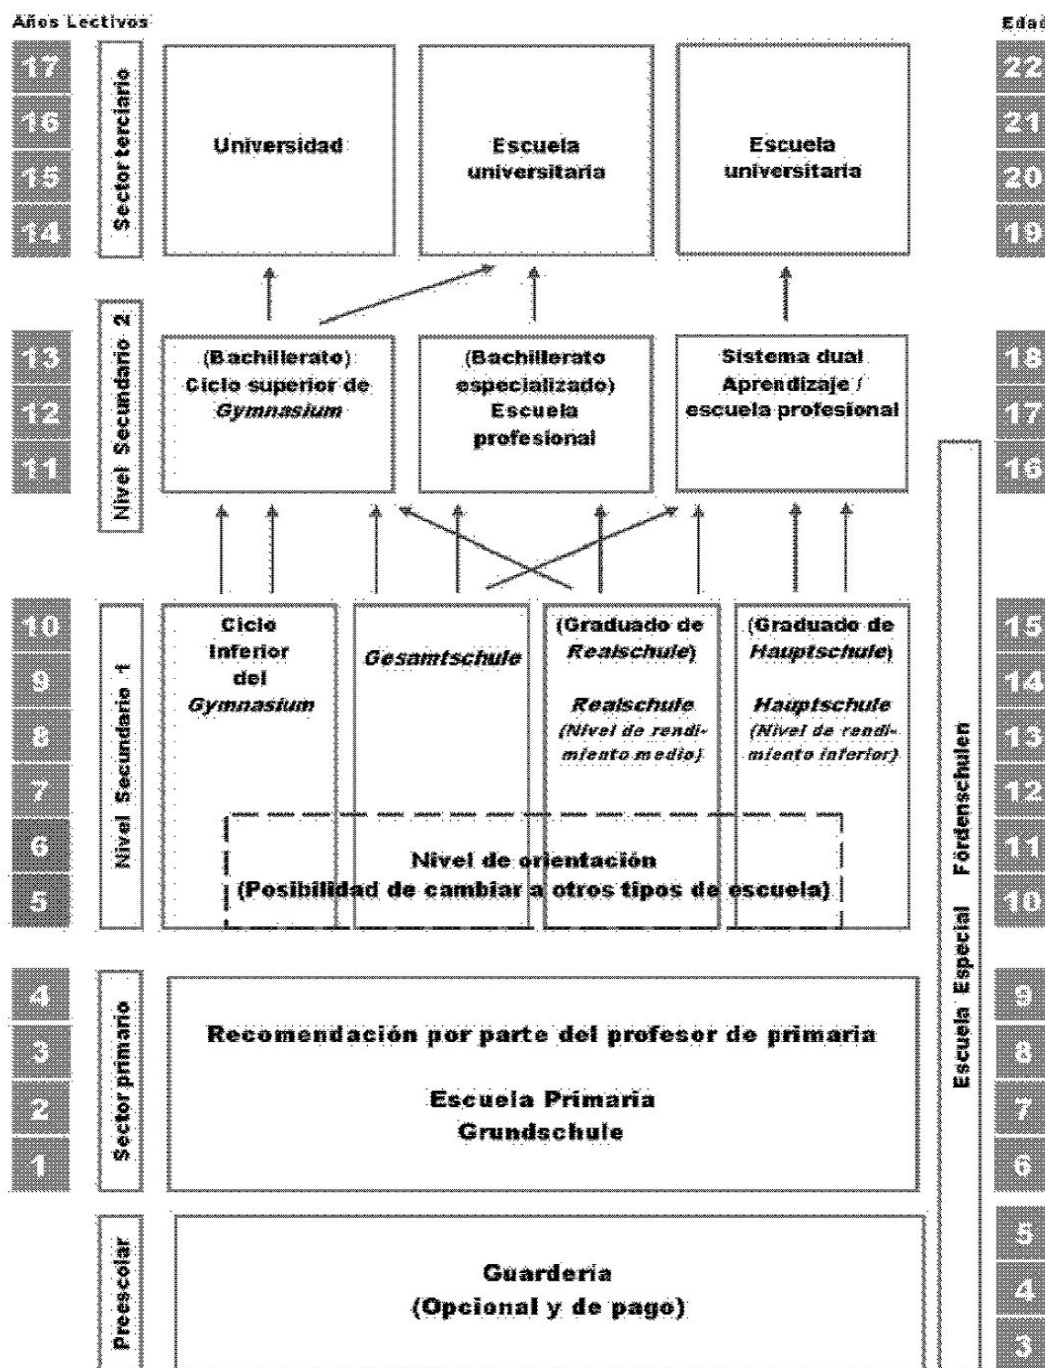 Años Lectivos
Edad
17
16
15
14
Sector terciario
Universidad
Escuela
universitaria
Escuela
universitaria
22
21
20
19
13
12
11
Nivel Secundario 2
(Bachillerato)
Ciclo superior de
Gymnasium
(Bachillerato
especializado)
Escuela
profesional
Sistema dual
Aprendizaje /
escuela profesional
18
17
16
10
9
8
7
6
5
Nivel Secundario 1
Ciclo
Inferior
del
Gymnasium
Gesamtschule
(Graduado de
Realschule)
Realschule
(Nivel de rendi-
miento medio)
(Graduado de
Hauptschule)
Hauptschule
(Nivel de rendi-
miento inferior)
Nivel de orientación
(Posibilidad de cambiar a otros tipos de escuela)
15
14
13
12
11
10
Escuela Especial Fördenschulen
4
3
2
1
Sector primario
Recomendación por parte del profesor de primaria
Escuela Primaria
Grundschule
9
8
7
6
Preescolar
Guardería
(Opcional y de pago)
5
4
3